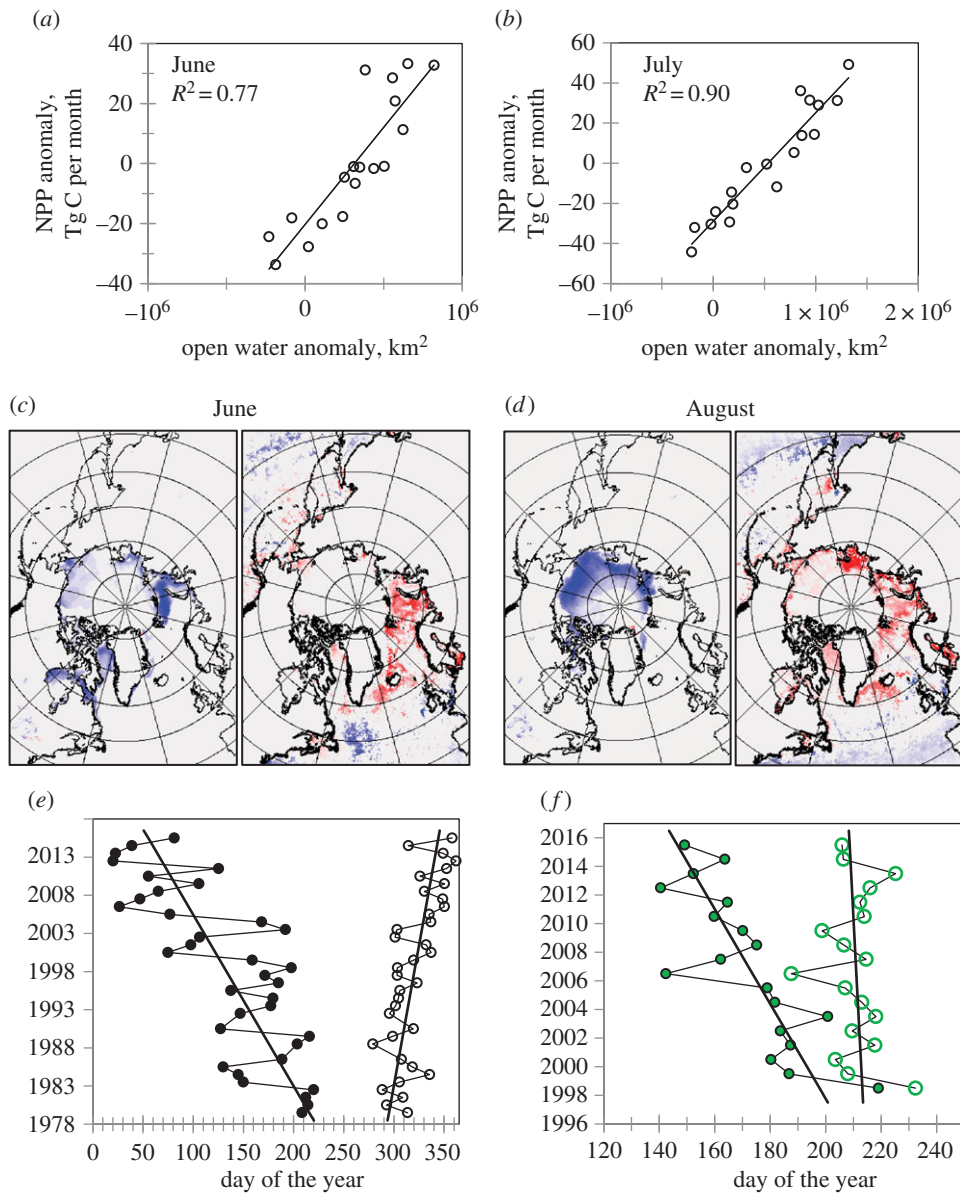 (a)
40
20
0
−20
−40
NPP anomaly,
Tg C per month
June
R² = 0.77
−10⁶
0
10⁶
open water anomaly, km²
(b)
60
40
20
0
−20
−40
−60
NPP anomaly,
Tg C per month
July
R² = 0.90
−10⁶
0
1 × 10⁶
2 × 10⁶
open water anomaly, km²
(c)
June
(d)
August
(e)
2013
2008
2003
1998
1993
1988
1983
1978
0 50 100 150 200 250 300 350
day of the year
(f)
2016
2014
2012
2010
2008
2006
2004
2002
2000
1998
1996
120 140 160 180 200 220 240
day of the year